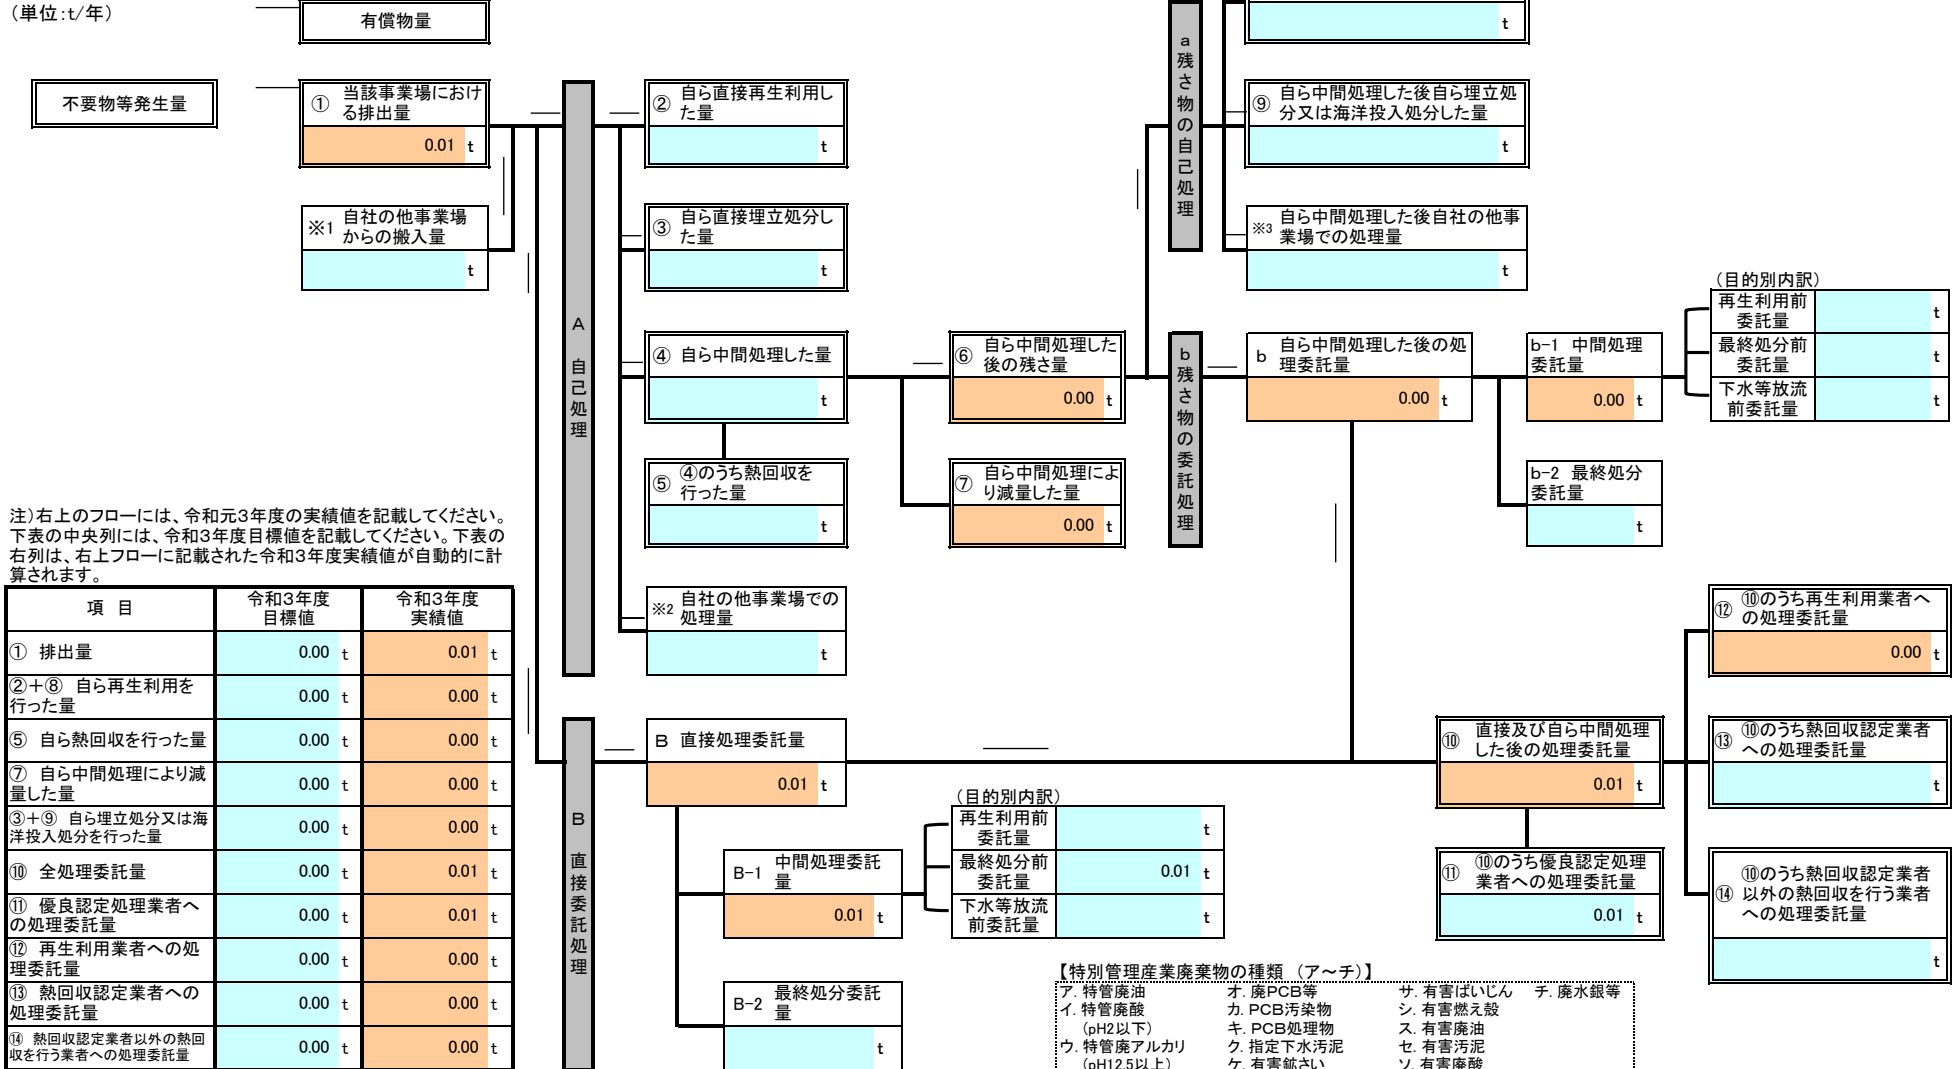 （単位：t/年）
有償物量
不要物等発生量
① 当該事業場におけ
る排出量
0.01 t
※1 自社の他事業場
からの搬入量
t
A 自己処理
② 自ら直接再生利用し
た量
t
③ 自ら直接埋立処分し
た量
t
④ 自ら中間処理した量
t
⑤ ④のうち熱回収を
行った量
t
※2 自社の他事業場での
処理量
t
⑥ 自ら中間処理した
後の残さ量
0.00 t
⑦ 自ら中間処理によ
り減量した量
0.00 t
a 残さ物の自己処理
t
⑨ 自ら中間処理した後自ら埋立処
分又は海洋投入処分した量
t
※3 自ら中間処理した後自社の他事
業場での処理量
t
b 残さ物の委託処理
b 自ら中間処理した後の処
理委託量
0.00 t
b-1 中間処理
委託量
0.00 t
b-2 最終処分
委託量
t
（目的別内訳）
再生利用前
委託量
t
最終処分前
委託量
t
下水等放流
前委託量
t
注）右上のフローには、令和元3年度の実績値を記載してください。
下表の中央列には、令和3年度目標値を記載してください。下表の
右列は、右上フローに記載された令和3年度実績値が自動的に計
算されます。
項 目 令和3年度
目標値 令和3年度
実績値
① 排出量 0.00 t 0.01 t
②＋⑧ 自ら再生利用を
行った量 0.00 t 0.00 t
⑤ 自ら熱回収を行った量 0.00 t 0.00 t
⑦ 自ら中間処理により減
量した量 0.00 t 0.00 t
③＋⑨ 自ら埋立処分又は海
洋投入処分を行った量 0.00 t 0.00 t
⑩ 全処理委託量 0.00 t 0.01 t
⑪ 優良認定処理業者へ
の処理委託量 0.00 t 0.01 t
⑫ 再生利用業者への処
理委託量 0.00 t 0.00 t
⑬ 熱回収認定業者への
処理委託量 0.00 t 0.00 t
⑭ 熱回収認定業者以外の熱回
収を行う業者への処理委託量 0.00 t 0.00 t
B 直接委託処理
B 直接処理委託量
0.01 t
B-1 中間処理委託
量
0.01 t
B-2 最終処分委託
量
t
（目的別内訳）
再生利用前
委託量
t
最終処分前
委託量
0.01 t
下水等放流
前委託量
t
⑩ 直接及び自ら中間処理
した後の処理委託量
0.01 t
⑪ ⑩のうち優良認定処理
業者への処理委託量
0.01 t
⑫ ⑩のうち再生利用業者へ
の処理委託量
0.00 t
⑬ ⑩のうち熱回収認定業者
への処理委託量
t
⑭ ⑩のうち熱回収認定業者
以外の熱回収を行う業者
への処理委託量
t
【特別管理産業廃棄物の種類 （ア～チ）】
ア. 特管廃油 オ. 廃PCB等 サ. 有害ばいじん チ. 廃水銀等
イ. 特管廃酸 カ. PCB汚染物 シ. 有害燃え殻
（pH2以下） キ. PCB処理物 ス. 有害廃油
ウ. 特管廃アルカリ ク. 指定下水汚泥 セ. 有害汚泥
（pH12.5以上） ケ. 有害鉱さい ソ. 有害廃酸